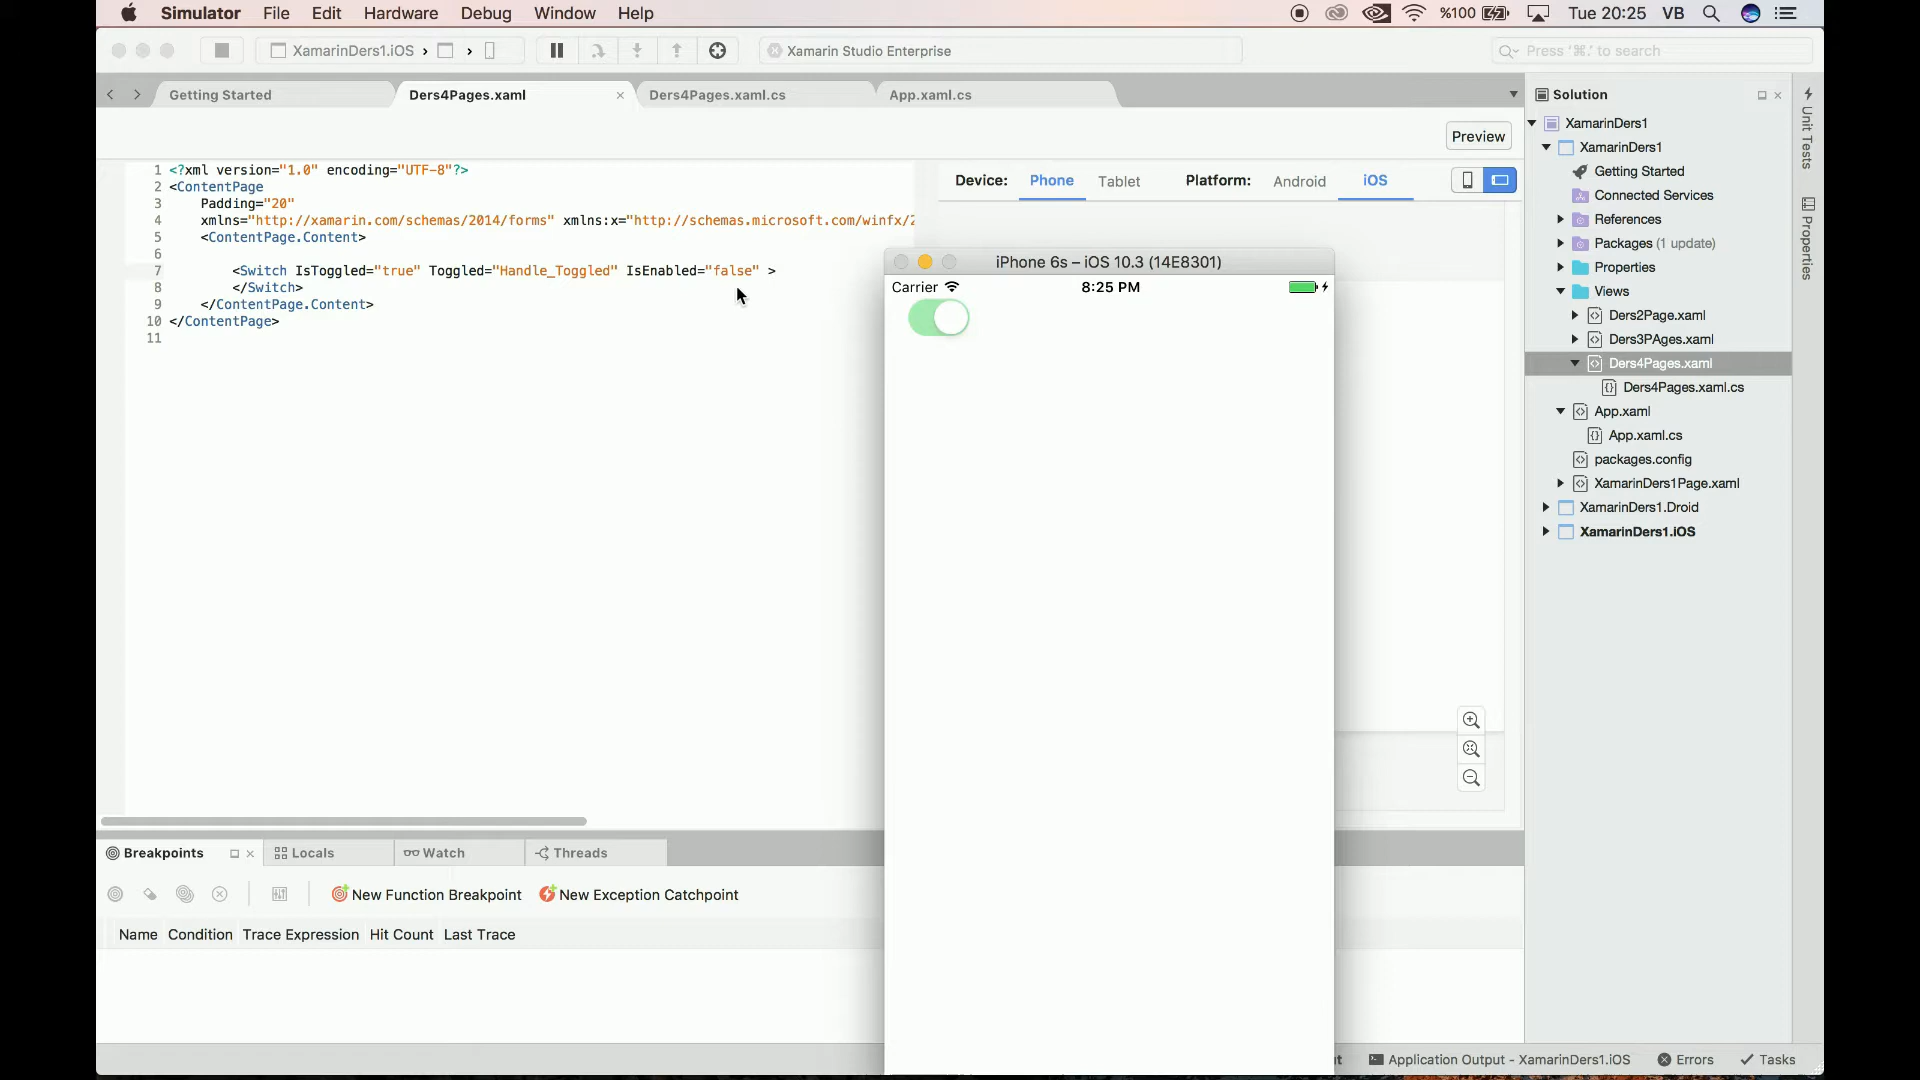 Simulator File Edit Hardware Debug Window Help %100 Tue 20:25 VB
XamarinDers1.iOS › › Xamarin Studio Enterprise Press ‘⌘.’ to search
Getting Started Ders4Pages.xaml × Ders4Pages.xaml.cs App.xaml.cs
Preview
Device: Phone Tablet Platform: Android iOS
1 <?xml version="1.0" encoding="UTF-8"?>
2 <ContentPage
3 Padding="20"
4 xmlns="http://xamarin.com/schemas/2014/forms" xmlns:x="http://schemas.microsoft.com/winfx/2
5 <ContentPage.Content>
6
7 <Switch IsToggled="true" Toggled="Handle_Toggled" IsEnabled="false" >
8 </Switch>
9 </ContentPage.Content>
10 </ContentPage>
11
iPhone 6s – iOS 10.3 (14E8301)
Carrier 8:25 PM
Solution
XamarinDers1
XamarinDers1
Getting Started
Connected Services
References
Packages (1 update)
Properties
Views
Ders2Page.xaml
Ders3PAges.xaml
Ders4Pages.xaml
Ders4Pages.xaml.cs
App.xaml
App.xaml.cs
packages.config
XamarinDers1Page.xaml
XamarinDers1.Droid
XamarinDers1.iOS
Unit Tests
Properties
Breakpoints Locals Watch Threads
New Function Breakpoint New Exception Catchpoint
Name Condition Trace Expression Hit Count Last Trace
Application Output - XamarinDers1.iOS Errors Tasks